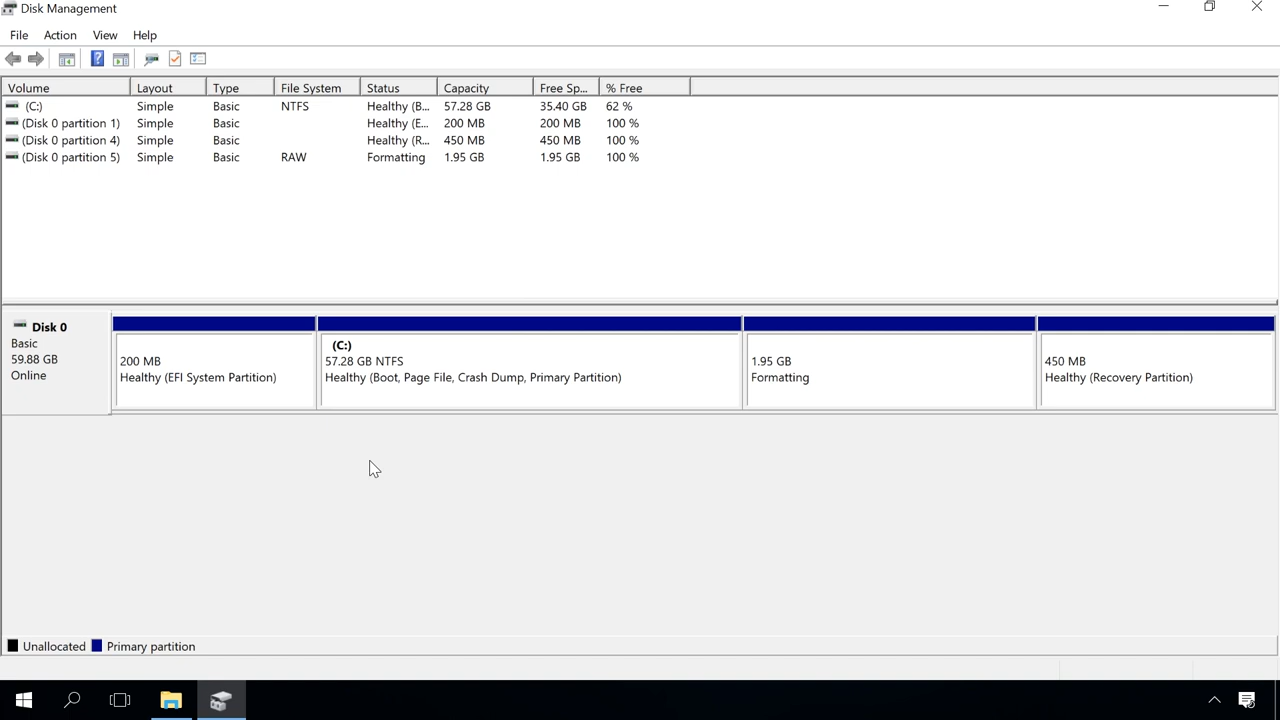 Disk Management
File Action View Help
Volume Layout Type File System Status Capacity Free Sp... % Free
(C:) Simple Basic NTFS Healthy (B... 57.28 GB 35.40 GB 62 %
(Disk 0 partition 1) Simple Basic Healthy (E... 200 MB 200 MB 100 %
(Disk 0 partition 4) Simple Basic Healthy (R... 450 MB 450 MB 100 %
(Disk 0 partition 5) Simple Basic RAW Formatting 1.95 GB 1.95 GB 100 %
Disk 0
Basic
59.88 GB
Online
200 MB
Healthy (EFI System Partition)
(C:)
57.28 GB NTFS
Healthy (Boot, Page File, Crash Dump, Primary Partition)
1.95 GB
Formatting
450 MB
Healthy (Recovery Partition)
Unallocated Primary partition